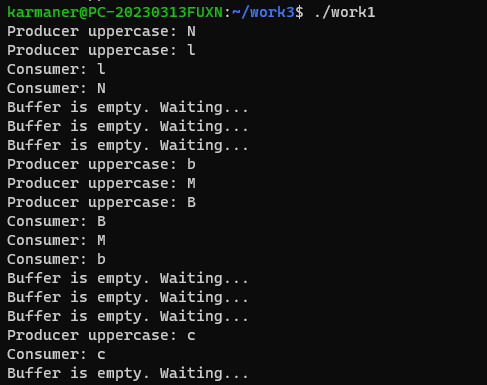 karmaner@PC-20230313FUXN:~/work3$ ./work1
Producer uppercase: N
Producer uppercase: l
Consumer: l
Consumer: N
Buffer is empty. Waiting...
Buffer is empty. Waiting...
Buffer is empty. Waiting...
Producer uppercase: b
Producer uppercase: M
Producer uppercase: B
Consumer: B
Consumer: M
Consumer: b
Buffer is empty. Waiting...
Buffer is empty. Waiting...
Buffer is empty. Waiting...
Producer uppercase: c
Consumer: c
Buffer is empty. Waiting...